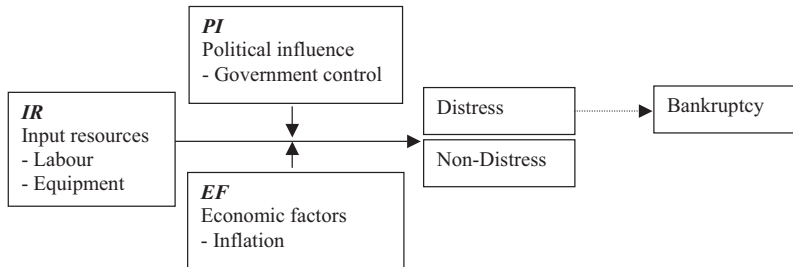 PI
Political influence
- Government control
IR
Input resources
- Labour
- Equipment
EF
Economic factors
- Inflation
Distress
Non-Distress
Bankruptcy